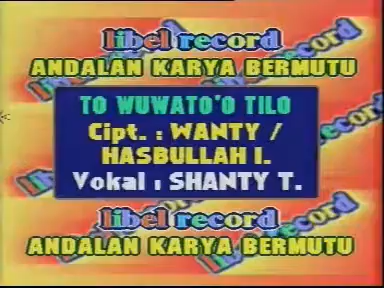 libel record
ANDALAN KARYA BERMUTU
TO WUWATO'O TILO
Cipt. : WANTY /
HASBULLAH I.
Vokal : SHANTY T.
libel record
ANDALAN KARYA BERMUTU